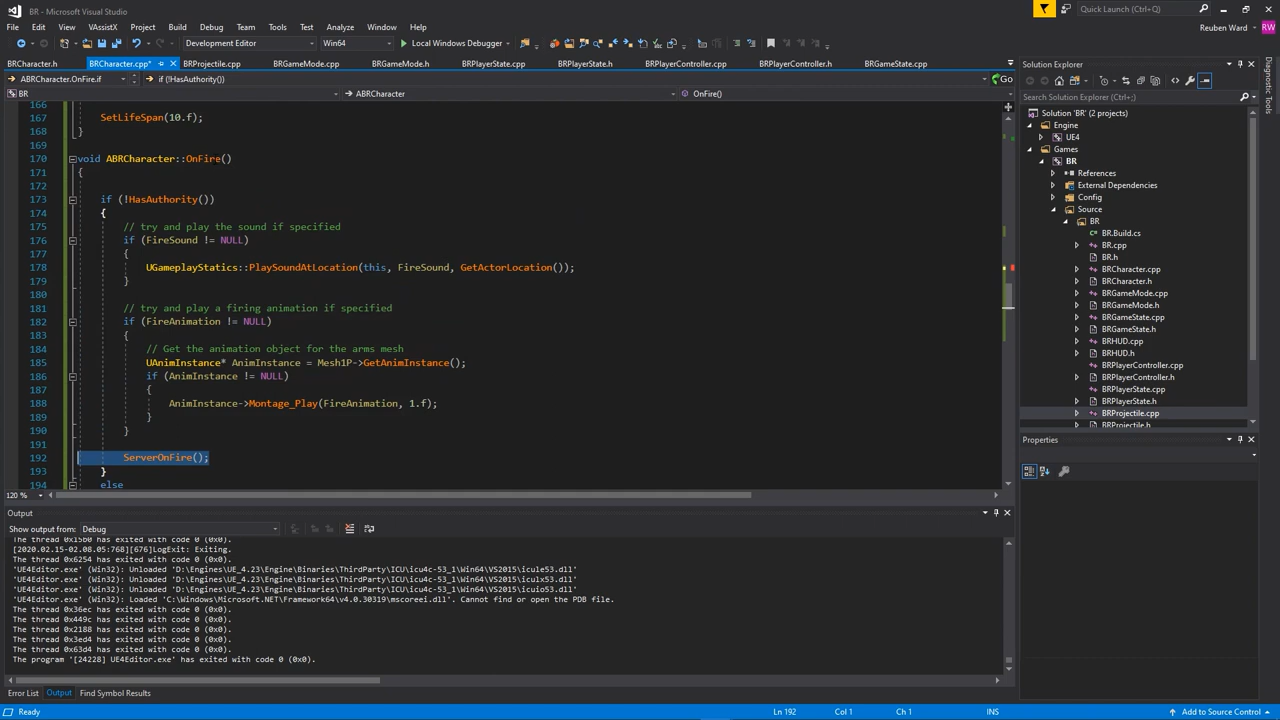 BR - Microsoft Visual Studio
Quick Launch (Ctrl+Q)
File Edit View VAssistX Project Build Debug Team Tools Test Analyze Window Help
Reuben Ward RW
Development Editor Win64 Local Windows Debugger
BRCharacter.h BRCharacter.cpp* BRProjectile.cpp BRGameMode.cpp BRGameMode.h BRPlayerState.cpp BRPlayerState.h BRPlayerController.cpp BRPlayerController.h BRGameState.cpp
ABRCharacter.OnFire.if if (!HasAuthority()) Go
BR ABRCharacter OnFire()
166
167 SetLifeSpan(10.f);
168 }
169
170 void ABRCharacter::OnFire()
171 {
172
173 if (!HasAuthority())
174 {
175 // try and play the sound if specified
176 if (FireSound != NULL)
177 {
178 UGameplayStatics::PlaySoundAtLocation(this, FireSound, GetActorLocation());
179 }
180
181 // try and play a firing animation if specified
182 if (FireAnimation != NULL)
183 {
184 // Get the animation object for the arms mesh
185 UAnimInstance* AnimInstance = Mesh1P->GetAnimInstance();
186 if (AnimInstance != NULL)
187 {
188 AnimInstance->Montage_Play(FireAnimation, 1.f);
189 }
190 }
191
192 ServerOnFire();
193 }
194 else
120 %
Output
Show output from: Debug
The thread 0x1500 has exited with code 0 (0x0).
[2020.02.15-02.08.05:768][676]LogExit: Exiting.
The thread 0x6254 has exited with code 0 (0x0).
'UE4Editor.exe' (Win32): Unloaded 'D:\Engines\UE_4.23\Engine\Binaries\ThirdParty\ICU\icu4c-53_1\Win64\VS2015\icule53.dll'
'UE4Editor.exe' (Win32): Unloaded 'D:\Engines\UE_4.23\Engine\Binaries\ThirdParty\ICU\icu4c-53_1\Win64\VS2015\iculx53.dll'
'UE4Editor.exe' (Win32): Unloaded 'D:\Engines\UE_4.23\Engine\Binaries\ThirdParty\ICU\icu4c-53_1\Win64\VS2015\icuio53.dll'
'UE4Editor.exe' (Win32): Loaded 'C:\Windows\Microsoft.NET\Framework64\v4.0.30319\mscoreei.dll'. Cannot find or open the PDB file.
The thread 0x36ec has exited with code 0 (0x0).
The thread 0x449c has exited with code 0 (0x0).
The thread 0x2188 has exited with code 0 (0x0).
The thread 0x3ed4 has exited with code 0 (0x0).
The thread 0x63d4 has exited with code 0 (0x0).
The program '[24228] UE4Editor.exe' has exited with code 0 (0x0).
Error List Output Find Symbol Results
Solution Explorer
Search Solution Explorer (Ctrl+;)
Solution 'BR' (2 projects)
Engine
UE4
Games
BR
References
External Dependencies
Config
Source
BR
BR.Build.cs
BR.cpp
BR.h
BRCharacter.cpp
BRCharacter.h
BRGameMode.cpp
BRGameMode.h
BRGameState.cpp
BRGameState.h
BRHUD.cpp
BRHUD.h
BRPlayerController.cpp
BRPlayerController.h
BRPlayerState.cpp
BRPlayerState.h
BRProjectile.cpp
BRProjectile.h
Properties
Diagnostic Tools
Ready Ln 192 Col 1 Ch 1 INS Add to Source Control